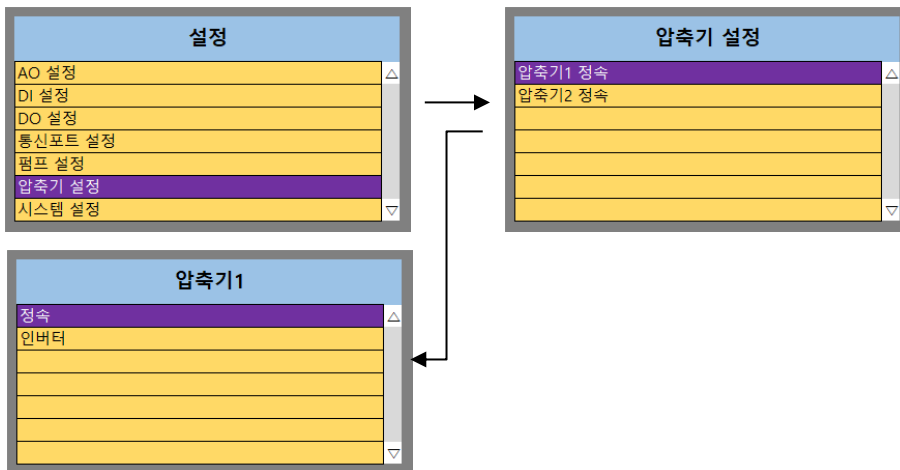 설정
AO 설정
DI 설정
DO 설정
통신포트 설정
펌프 설정
압축기 설정
시스템 설정
압축기 설정
압축기1 정속
압축기2 정속
압축기1
정속
인버터